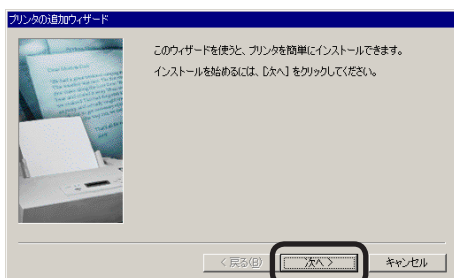 プリンタの追加ウィザード
このウィザードを使うと、プリンタを簡単にインストールできます。
インストールを始めるには、[次へ] をクリックしてください。
< 戻る(B)
次へ >
キャンセル